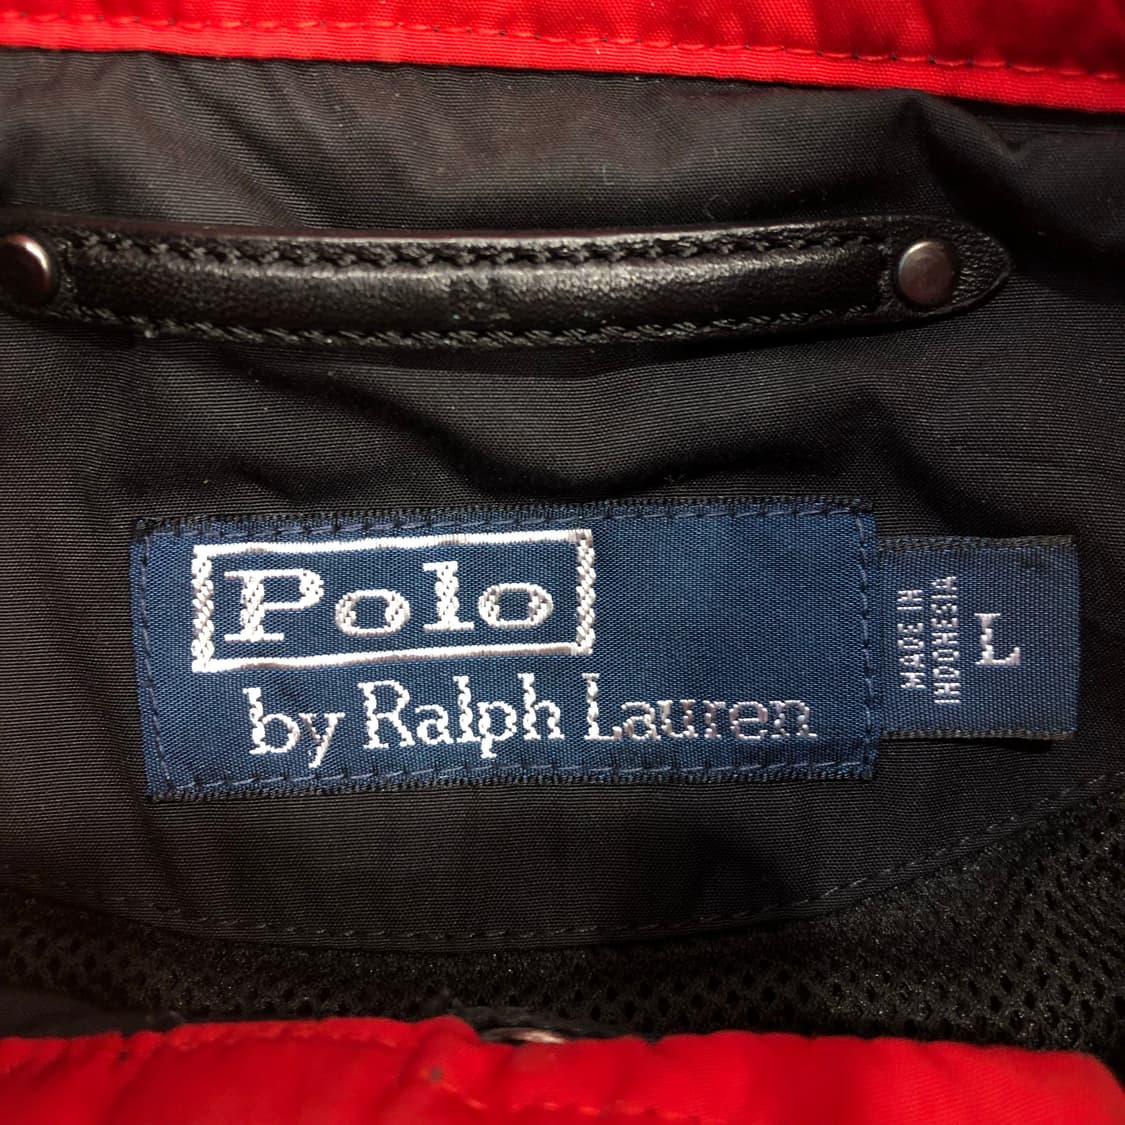 Polo
by Ralph Lauren
MADE IN
INDONESIA
L